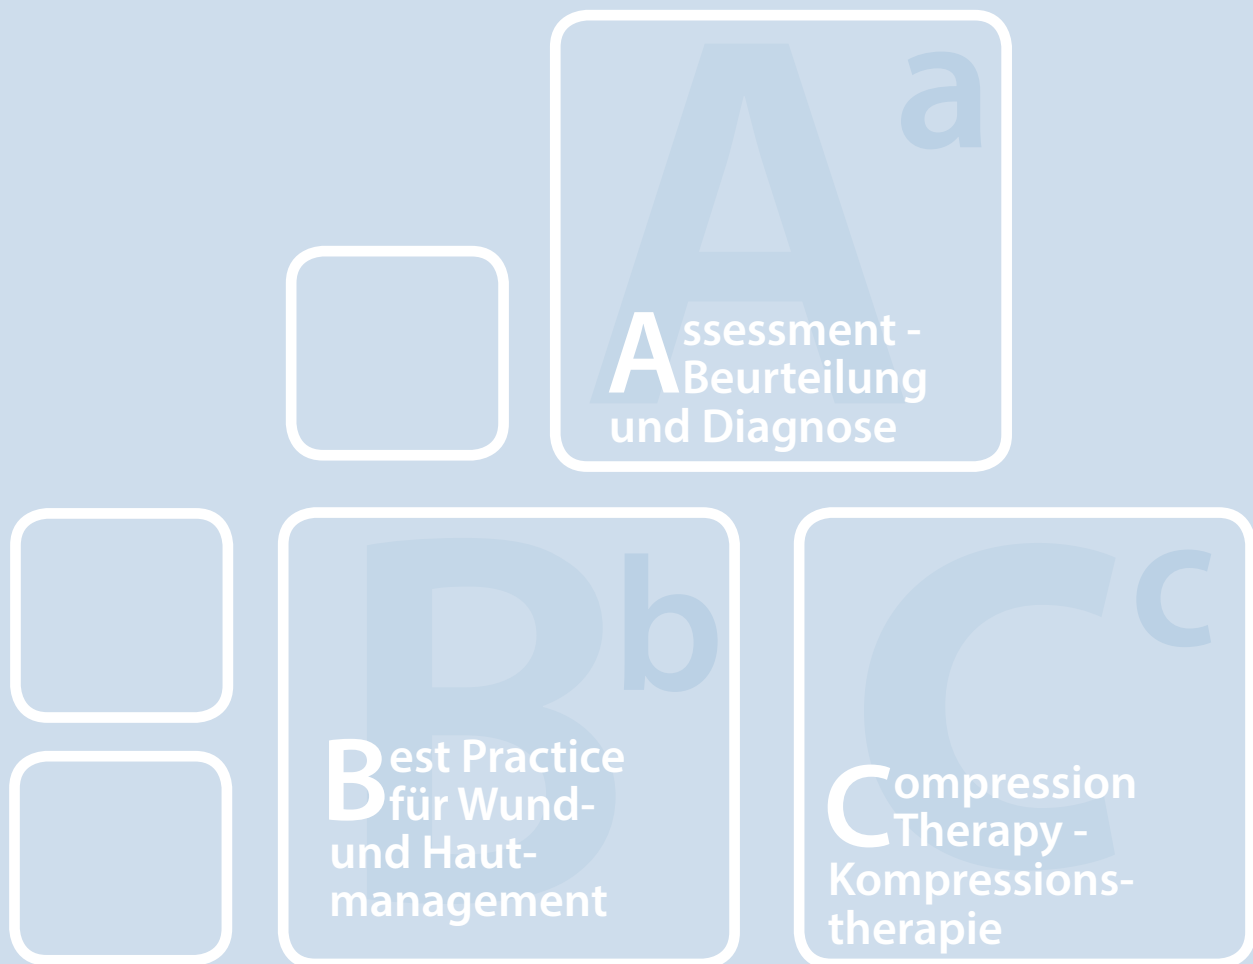 A a
Assessment -
Beurteilung
und Diagnose
B b
Best Practice
für Wund-
und Haut-
management
C c
Compression
Therapy -
Kompressions-
therapie